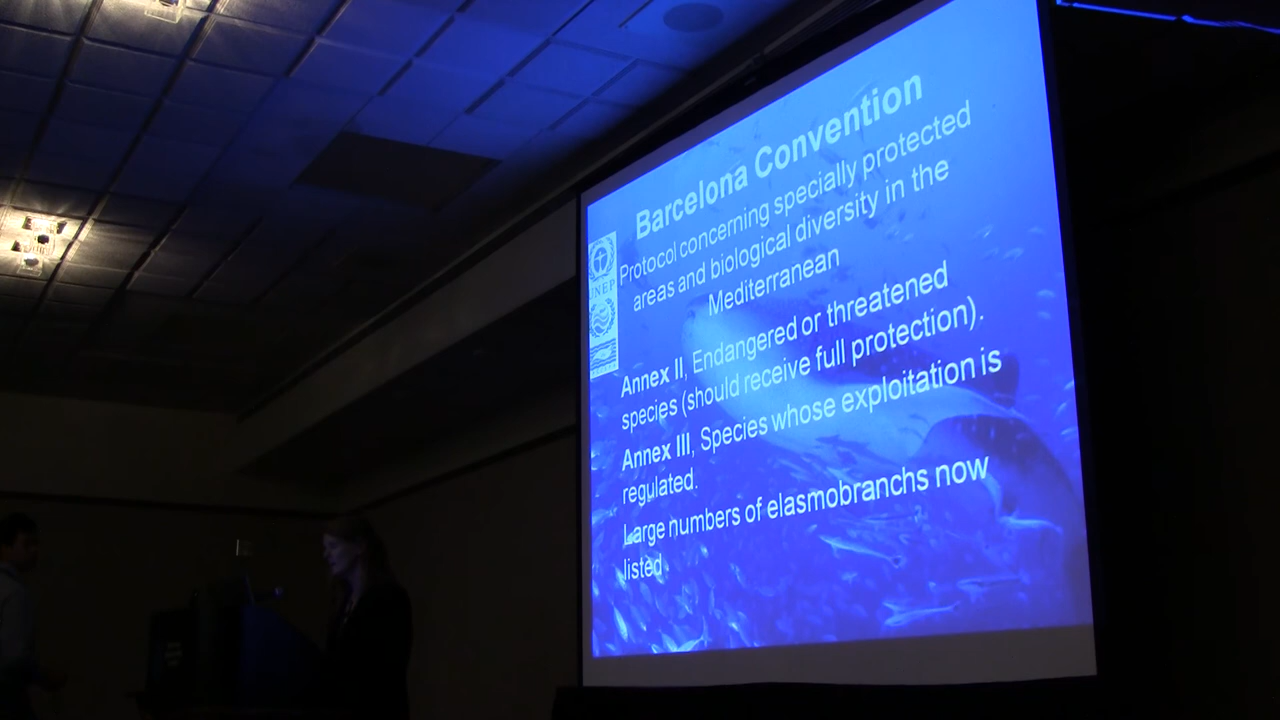 Barcelona Convention
Protocol concerning specially protected
areas and biological diversity in the
Mediterranean
UNEP
Annex II, Endangered or threatened
species (should receive full protection).
Annex III, Species whose exploitation is
regulated.
Large numbers of elasmobranchs now
listed